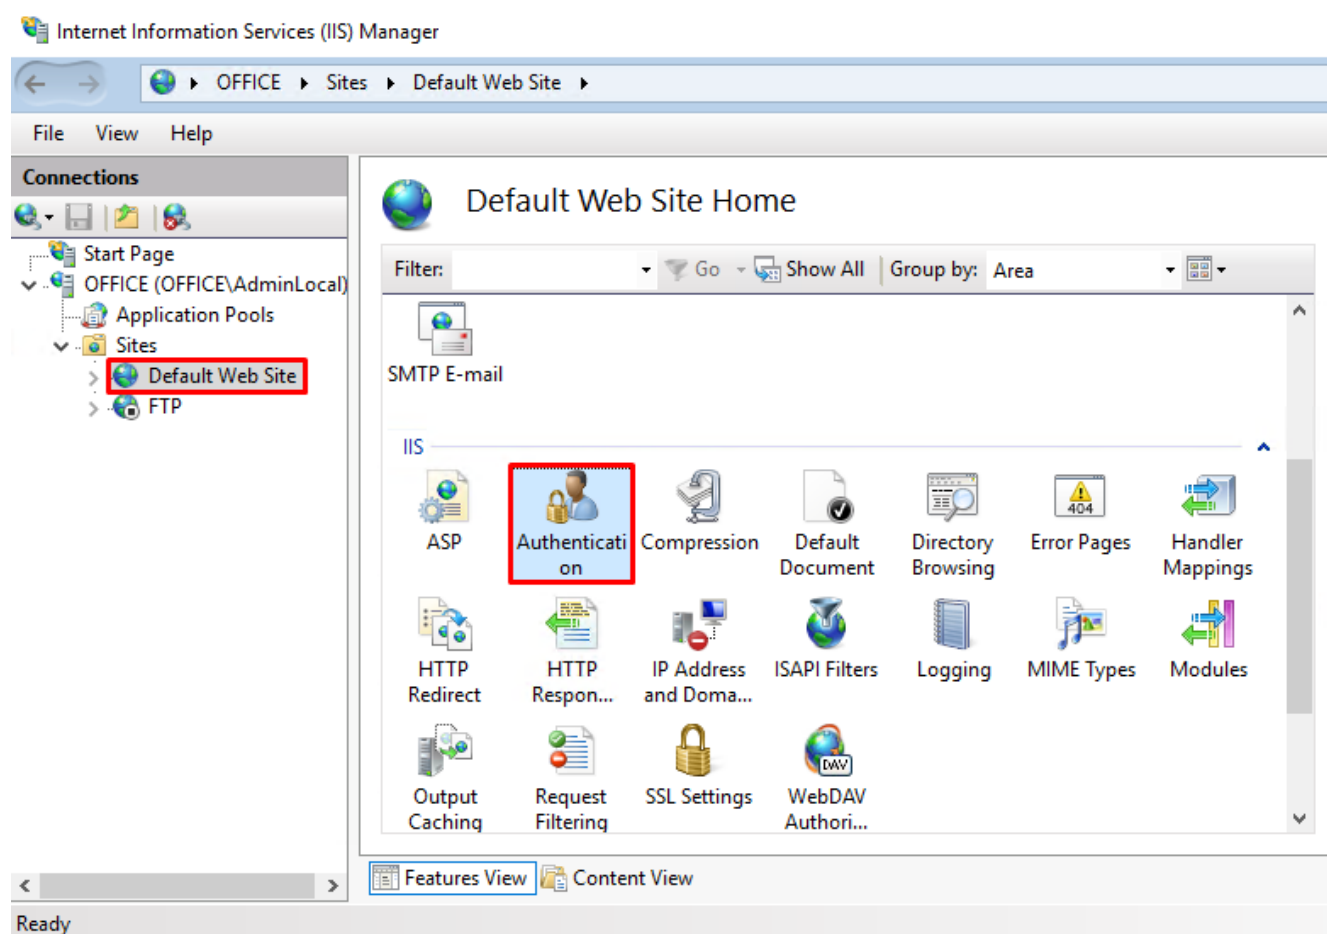 Internet Information Services (IIS) Manager
OFFICE Sites Default Web Site
File View Help
Connections
Start Page
OFFICE (OFFICE\AdminLocal)
Application Pools
Sites
Default Web Site
FTP
Default Web Site Home
Filter: Go Show All Group by: Area
SMTP E-mail
IIS
ASP
Authenticati
on
Compression
Default
Document
Directory
Browsing
404
Error Pages
Handler
Mappings
HTTP
Redirect
HTTP
Respon...
IP Address
and Doma...
ISAPI Filters
Logging
MIME Types
Modules
Output
Caching
Request
Filtering
SSL Settings
DAV
WebDAV
Authori...
Features View Content View
Ready